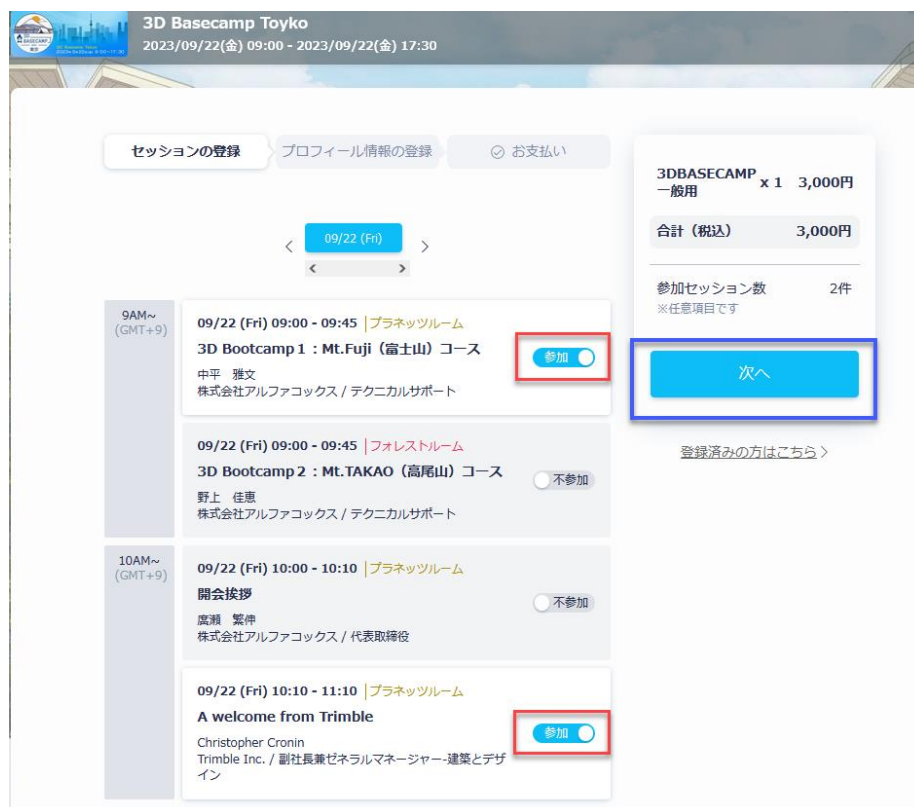 3D Basecamp Toyko
2023/09/22(金) 09:00 - 2023/09/22(金) 17:30
セッションの登録
プロフィール情報の登録
お支払い
09/22 (Fri)
9AM~
(GMT+9)
09/22 (Fri) 09:00 - 09:45 |プラネッツルーム
3D Bootcamp 1 : Mt.Fuji(富士山)コース
中平 雅文
株式会社アルファコックス / テクニカルサポート
参加
09/22 (Fri) 09:00 - 09:45 |フォレストルーム
3D Bootcamp 2 : Mt.TAKAO(高尾山)コース
野上 佳恵
株式会社アルファコックス / テクニカルサポート
不参加
10AM~
(GMT+9)
09/22 (Fri) 10:00 - 10:10 |プラネッツルーム
開会挨拶
廣瀬 繁伸
株式会社アルファコックス / 代表取締役
不参加
09/22 (Fri) 10:10 - 11:10 |プラネッツルーム
A welcome from Trimble
Christopher Cronin
Trimble Inc. / 副社長兼ゼネラルマネージャー-建築とデザ
イン
参加
3DBASECAMP
一般用
x 1 3,000円
合計(税込) 3,000円
参加セッション数 2件
※任意項目です
次へ
登録済みの方はこちら